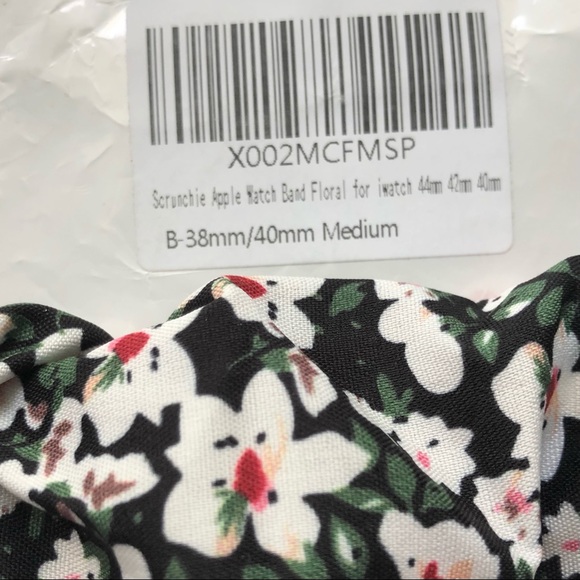 X002MCFMSP
Scrunchie Apple Watch Band Floral for iwatch 44mm 42mm 40mm
B-38mm/40mm Medium